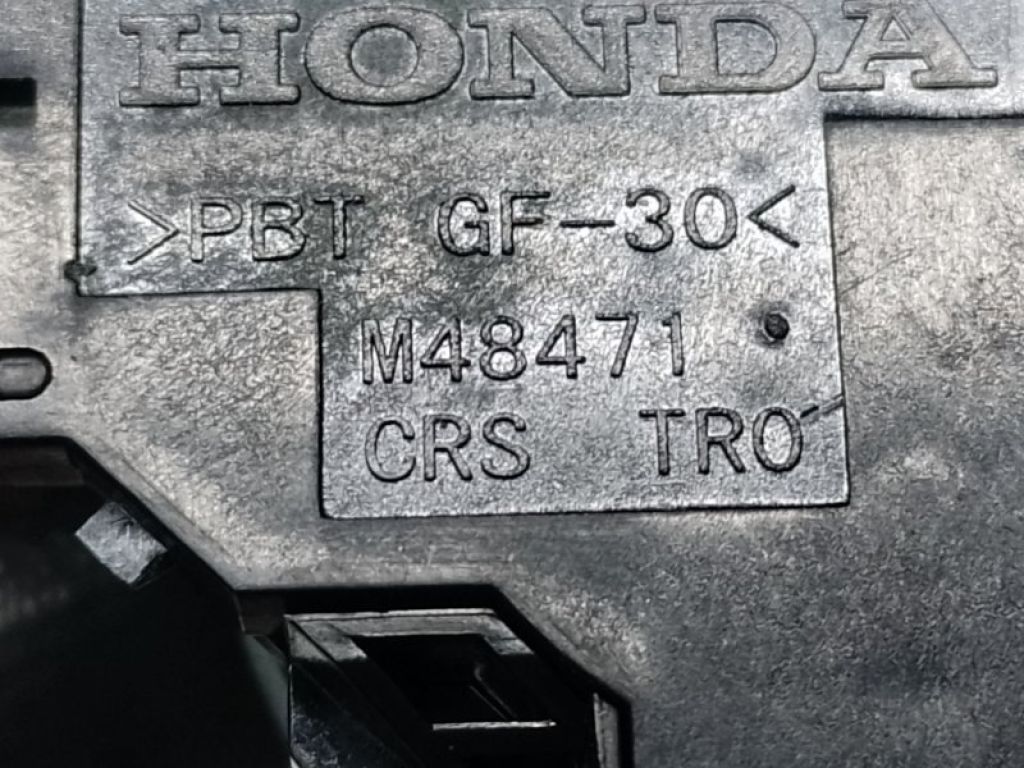 HONDA
>PBT GF-30<
M48471
CRS TRO